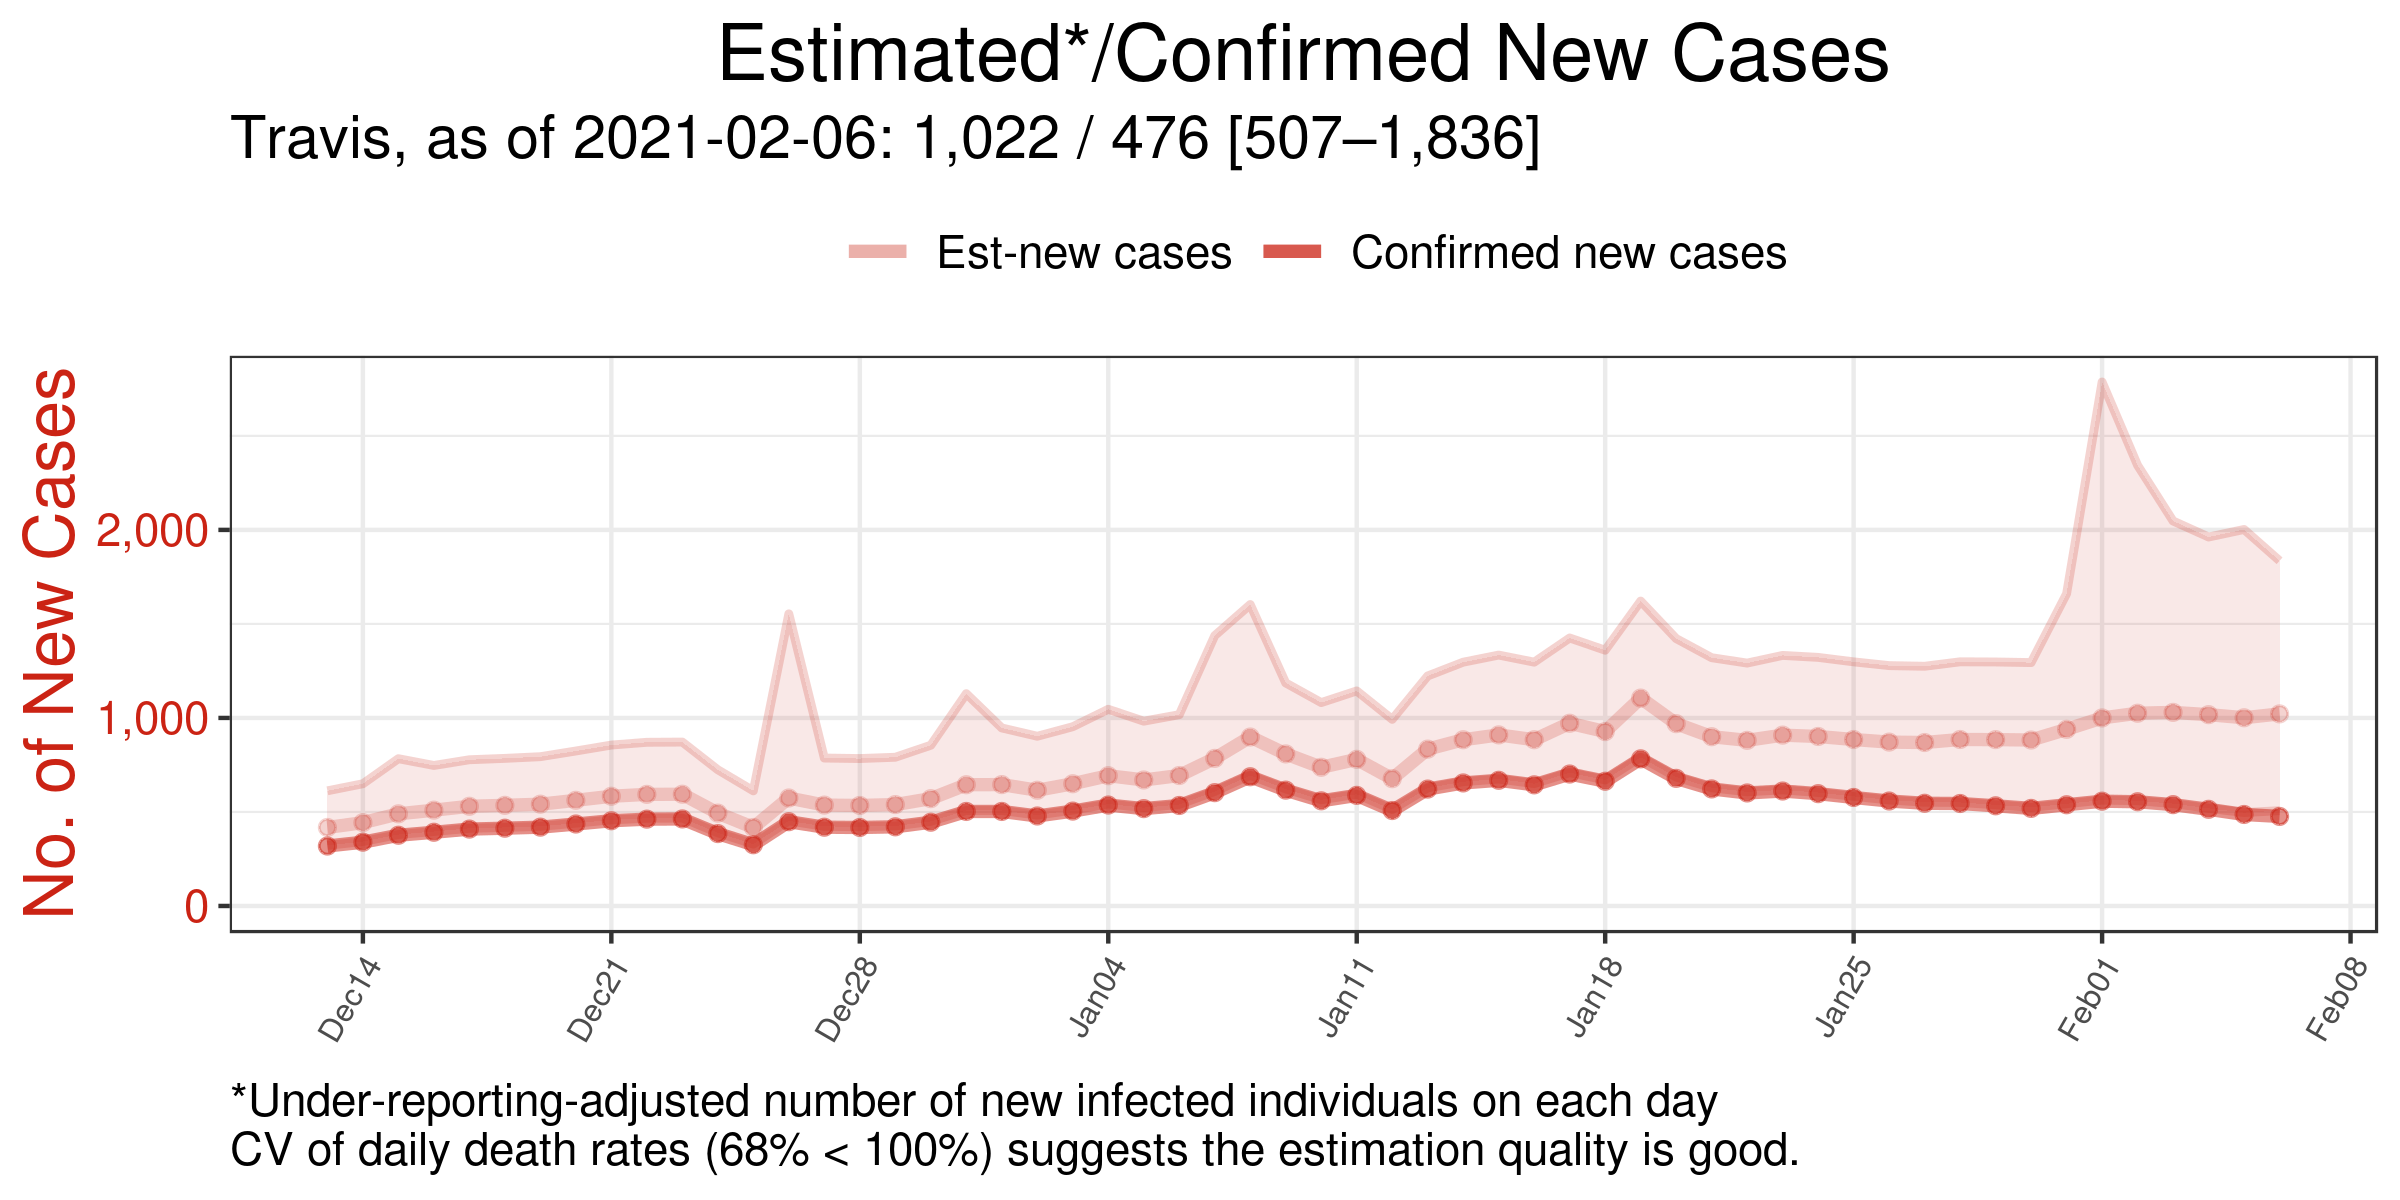 Estimated*/Confirmed New Cases
Travis, as of 2021-02-06: 1,022 / 476 [507–1,836]
Est-new cases
Confirmed new cases
No. of New Cases
2,000
1,000
0
Dec14
Dec21
Dec28
Jan04
Jan11
Jan18
Jan25
Feb01
Feb08
*Under-reporting-adjusted number of new infected individuals on each day
CV of daily death rates (68% < 100%) suggests the estimation quality is good.